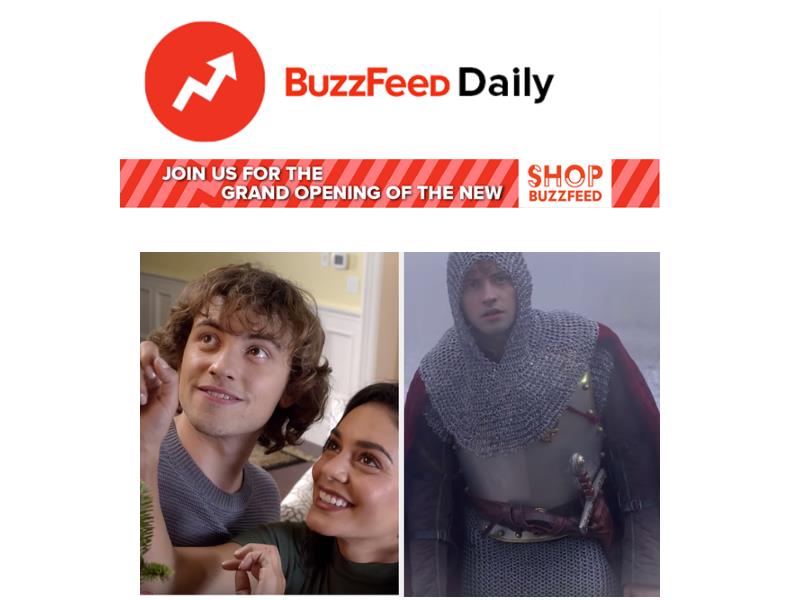 BuzzFeed Daily
JOIN US FOR THE
GRAND OPENING OF THE NEW
SHOP
BUZZFEED